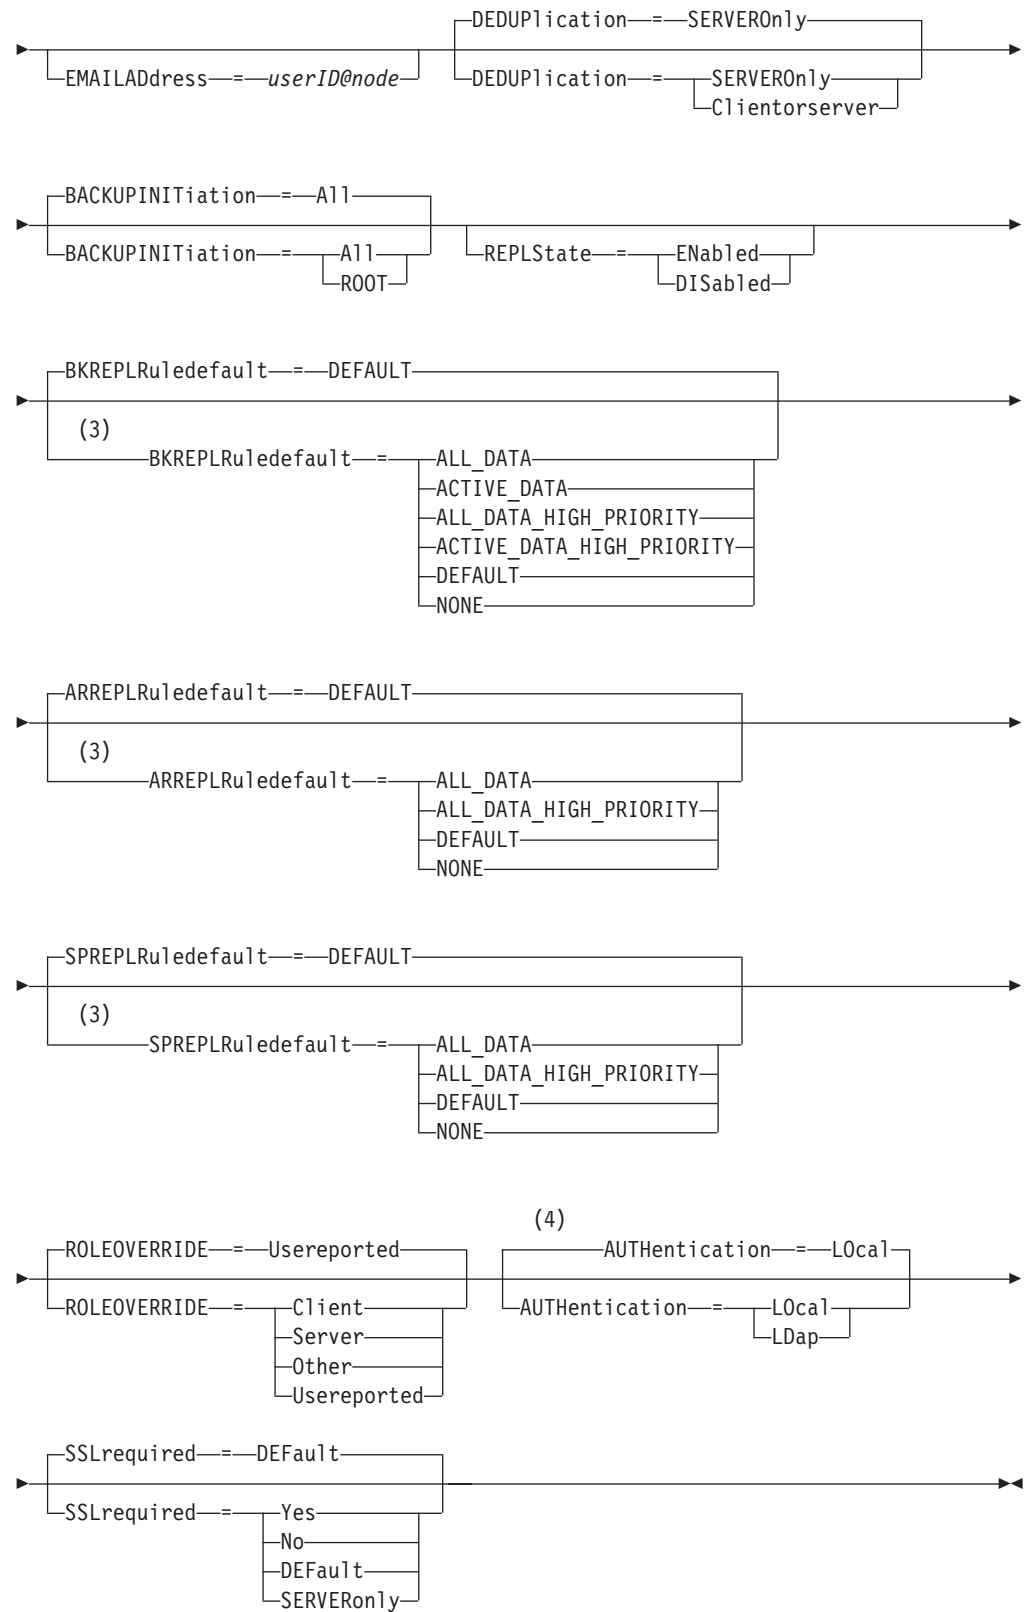 DEDUPlication = SERVEROnly
EMAILADdress = userID@node DEDUPlication = SERVEROnly
Clientorserver
BACKUPINITiation = All
BACKUPINITiation = All REPLState = ENabled
ROOT DISabled
BKREPLRuledefault = DEFAULT
(3)
BKREPLRuledefault = ALL_DATA
ACTIVE_DATA
ALL_DATA_HIGH_PRIORITY
ACTIVE_DATA_HIGH_PRIORITY
DEFAULT
NONE
ARREPLRuledefault = DEFAULT
(3)
ARREPLRuledefault = ALL_DATA
ALL_DATA_HIGH_PRIORITY
DEFAULT
NONE
SPREPLRuledefault = DEFAULT
(3)
SPREPLRuledefault = ALL_DATA
ALL_DATA_HIGH_PRIORITY
DEFAULT
NONE
(4)
ROLEOVERRIDE = Usereported AUTHentication = LOcal
ROLEOVERRIDE = Client AUTHentication = LOcal
Server LDap
Other
Usereported
SSLrequired = DEFault
SSLrequired = Yes
No
DEFault
SERVERonly